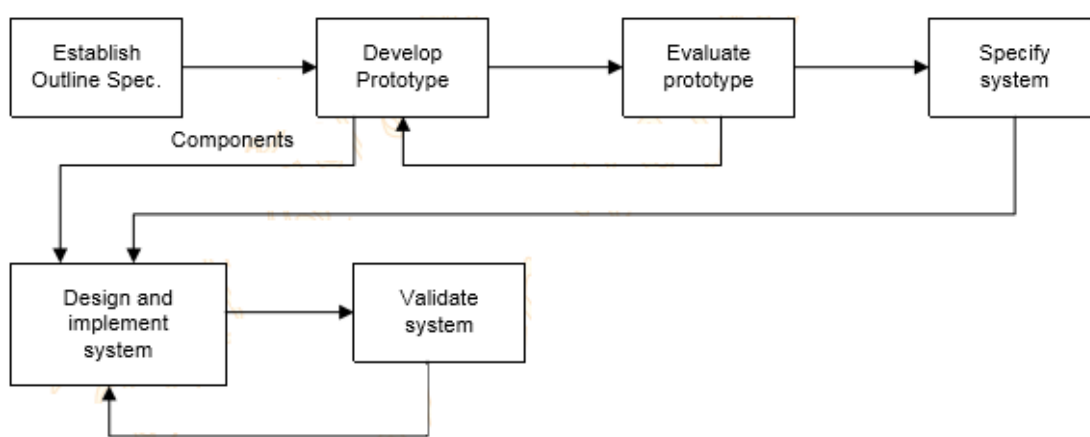 Establish
Outline Spec.
Develop
Prototype
Evaluate
prototype
Specify
system
Components
Design and
implement
system
Validate
system